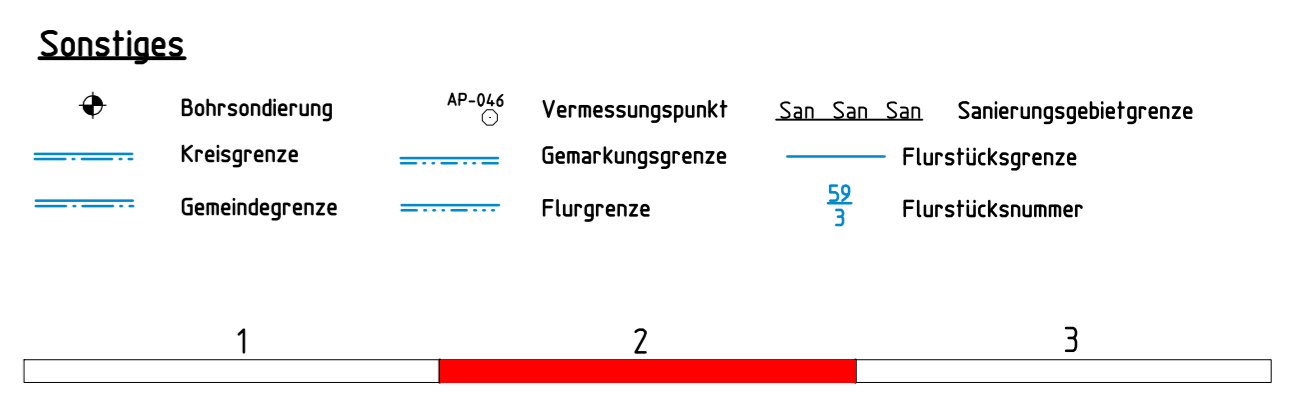 Sonstiges
Bohrsondierung
AP-046
Vermessungspunkt
San San San
Sanierungsgebietgrenze
Kreisgrenze
Gemarkungsgrenze
Flurstücksgrenze
Gemeindegrenze
Flurgrenze
59
3
Flurstücksnummer
1
2
3